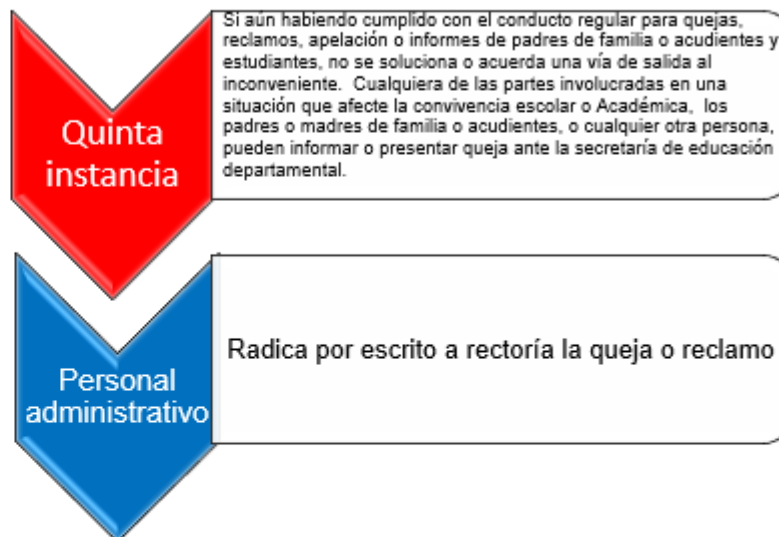 Quinta
instancia
Si aún habiendo cumplido con el conducto regular para quejas,
reclamos, apelación o informes de padres de familia o acudientes y
estudiantes, no se soluciona o acuerda una vía de salida al
inconveniente. Cualquiera de las partes involucradas en una
situación que afecte la convivencia escolar o Académica, los
padres o madres de familia o acudientes, o cualquier otra persona,
pueden informar o presentar queja ante la secretaría de educación
departamental.
Personal
administrativo
Radica por escrito a rectoría la queja o reclamo